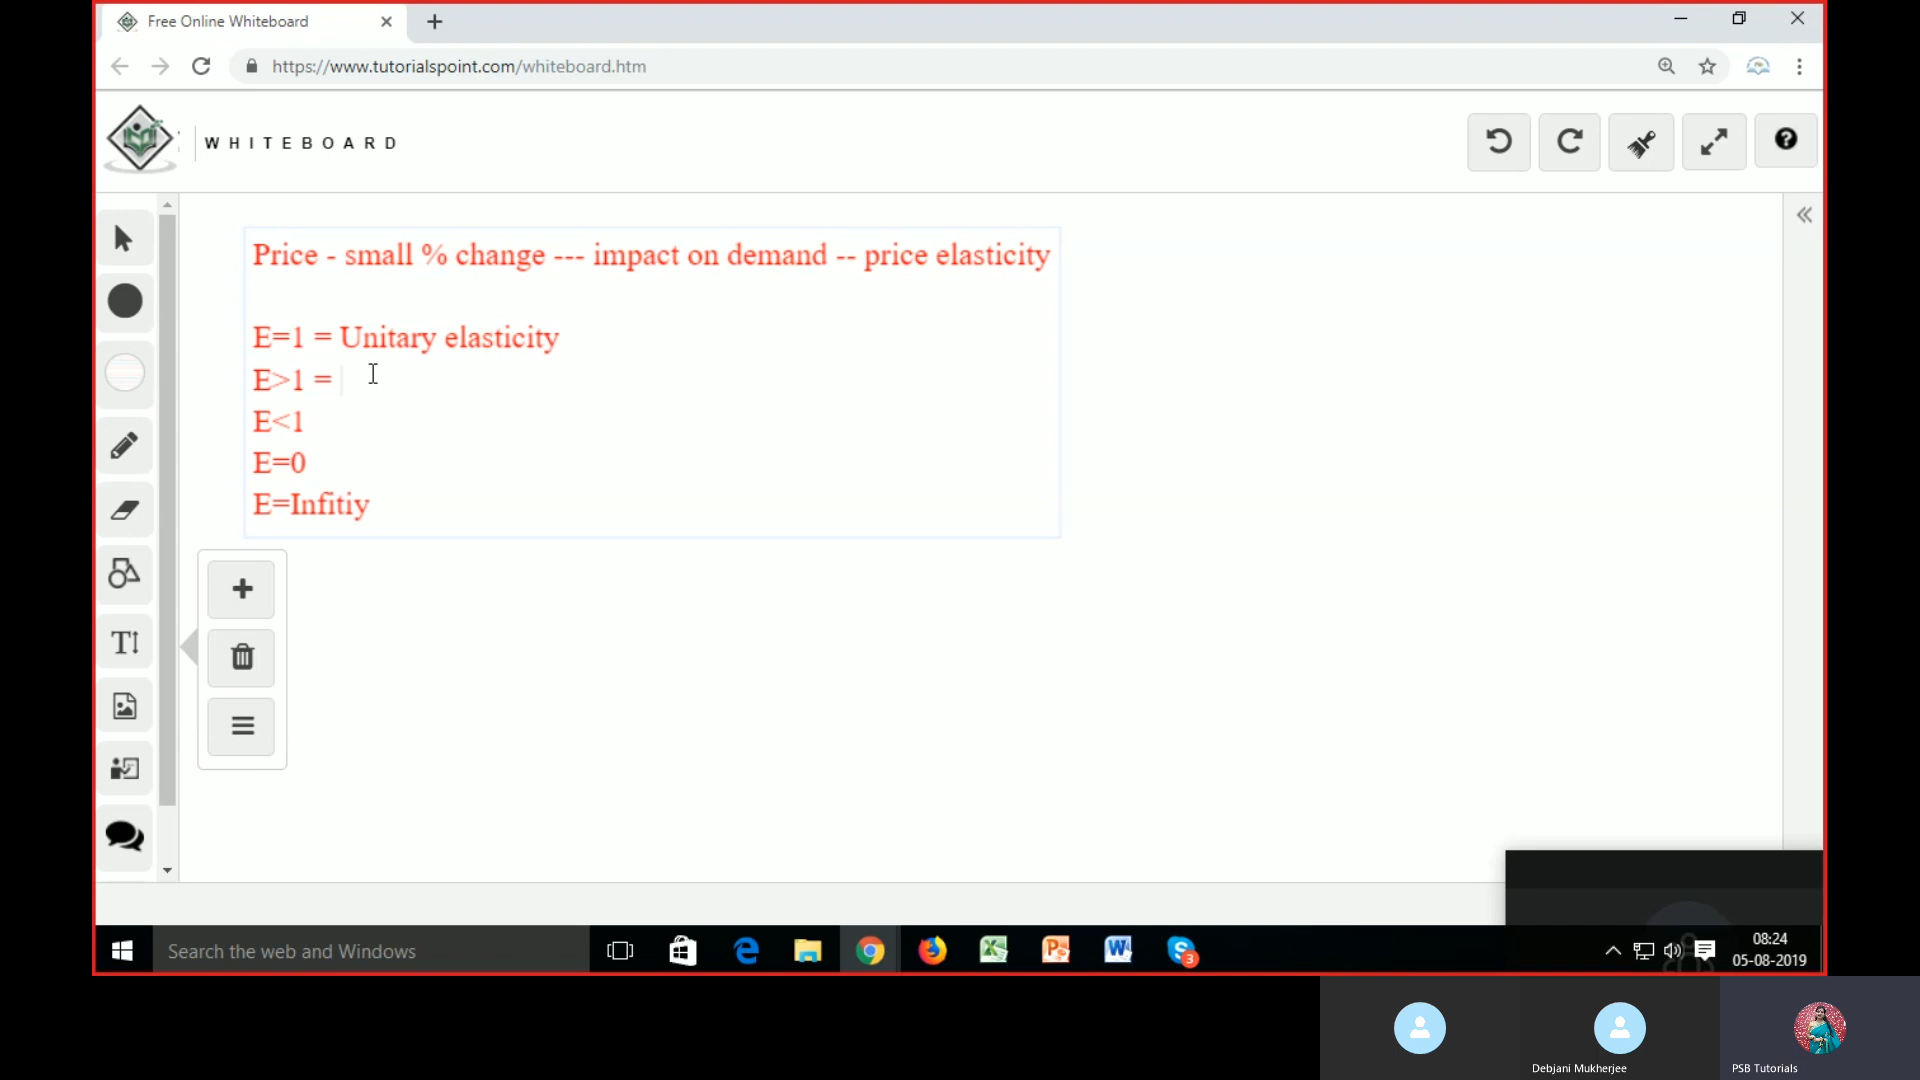 Free Online Whiteboard
https://www.tutorialspoint.com/whiteboard.htm
WHITEBOARD
Price - small % change --- impact on demand -- price elasticity
E=1 = Unitary elasticity
E>1 =
E<1
E=0
E=Infitiy
Search the web and Windows
3
08:24
05-08-2019
Debjani Mukherjee
PSB Tutorials